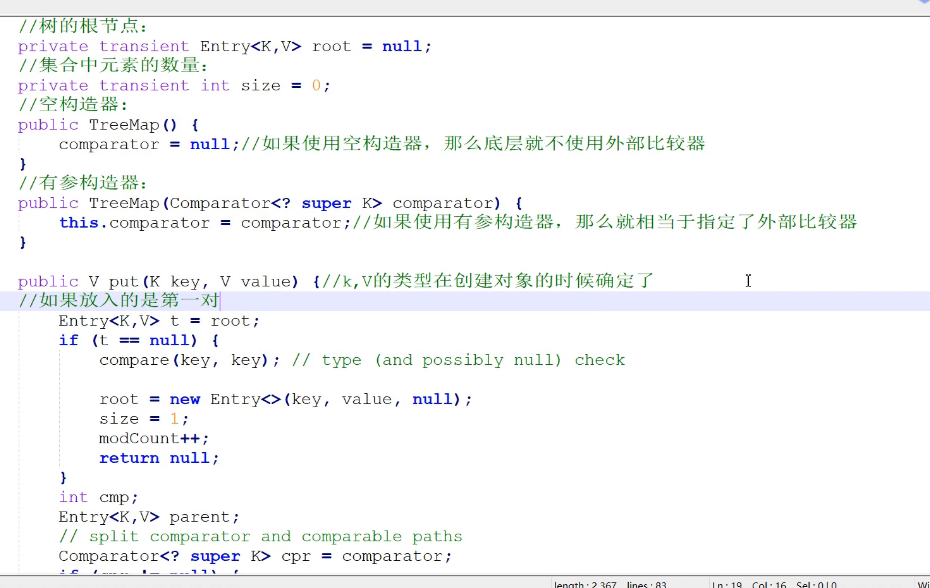 //树的根节点：
private transient Entry<K,V> root = null;
//集合中元素的数量：
private transient int size = 0;
//空构造器：
public TreeMap() {
    comparator = null;//如果使用空构造器，那么底层就不使用外部比较器
}
//有参构造器：
public TreeMap(Comparator<? super K> comparator) {
    this.comparator = comparator;//如果使用有参构造器，那么就相当于指定了外部比较器
}

public V put(K key, V value) {//k,V的类型在创建对象的时候确定了
//如果放入的是第一对
    Entry<K,V> t = root;
    if (t == null) {
        compare(key, key); // type (and possibly null) check

        root = new Entry<>(key, value, null);
        size = 1;
        modCount++;
        return null;
    }
    int cmp;
    Entry<K,V> parent;
    // split comparator and comparable paths
    Comparator<? super K> cpr = comparator;
    if (cpr != null) {
length : 2,367 lines : 83 Ln : 19 Col : 16 Sel : 0 | 0